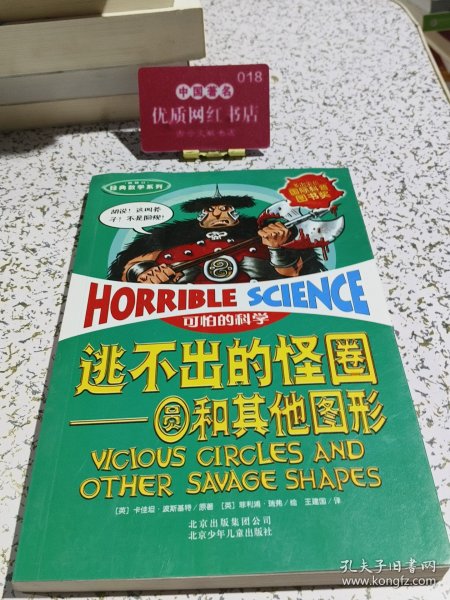 018
中国著名
优质网红书店
经典数学系列
国际科普
图书奖
胡说！这叫斧
子！不是圆规！
HORRIBLE SCIENCE
可怕的科学
逃不出的怪圈
——圆和其他图形
VICIOUS CIRCLES AND
OTHER SAVAGE SHAPES
[英] 卡佳坦·波斯基特/原著 [英] 菲利浦·瑞弗/绘 王建国/译
北京出版集团公司
北京少年儿童出版社
孔夫子旧书网
www.kongfz.com